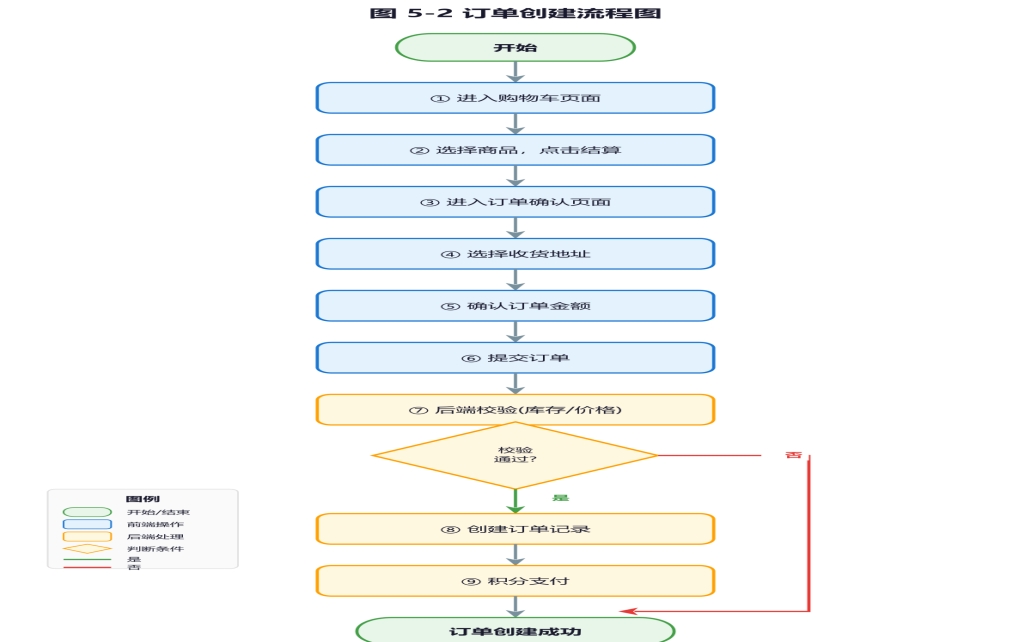 图 5-2 订单创建流程图
开始
① 进入购物车页面
② 选择商品，点击结算
③ 进入订单确认页面
④ 选择收货地址
⑤ 确认订单金额
⑥ 提交订单
⑦ 后端校验(库存/价格)
校验
通过?
否
是
⑧ 创建订单记录
⑨ 积分支付
订单创建成功
图例
开始/结束
前端操作
后端处理
判断条件
是
否